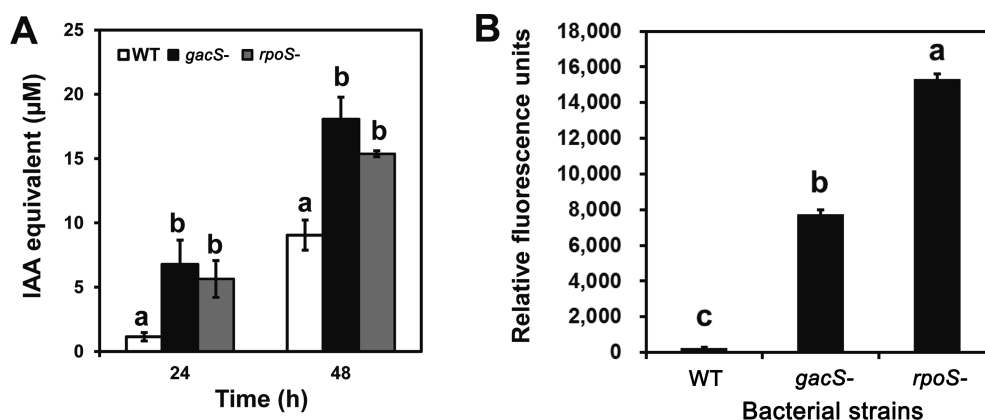 A
IAA equivalent (µM)
25
20
15
10
5
0
WT gacS- rpoS-
a
b
b
a
b
b
24
48
Time (h)
B
Relative fluorescence units
18,000
16,000
14,000
12,000
10,000
8,000
6,000
4,000
2,000
0
c
b
a
WT
gacS-
rpoS-
Bacterial strains